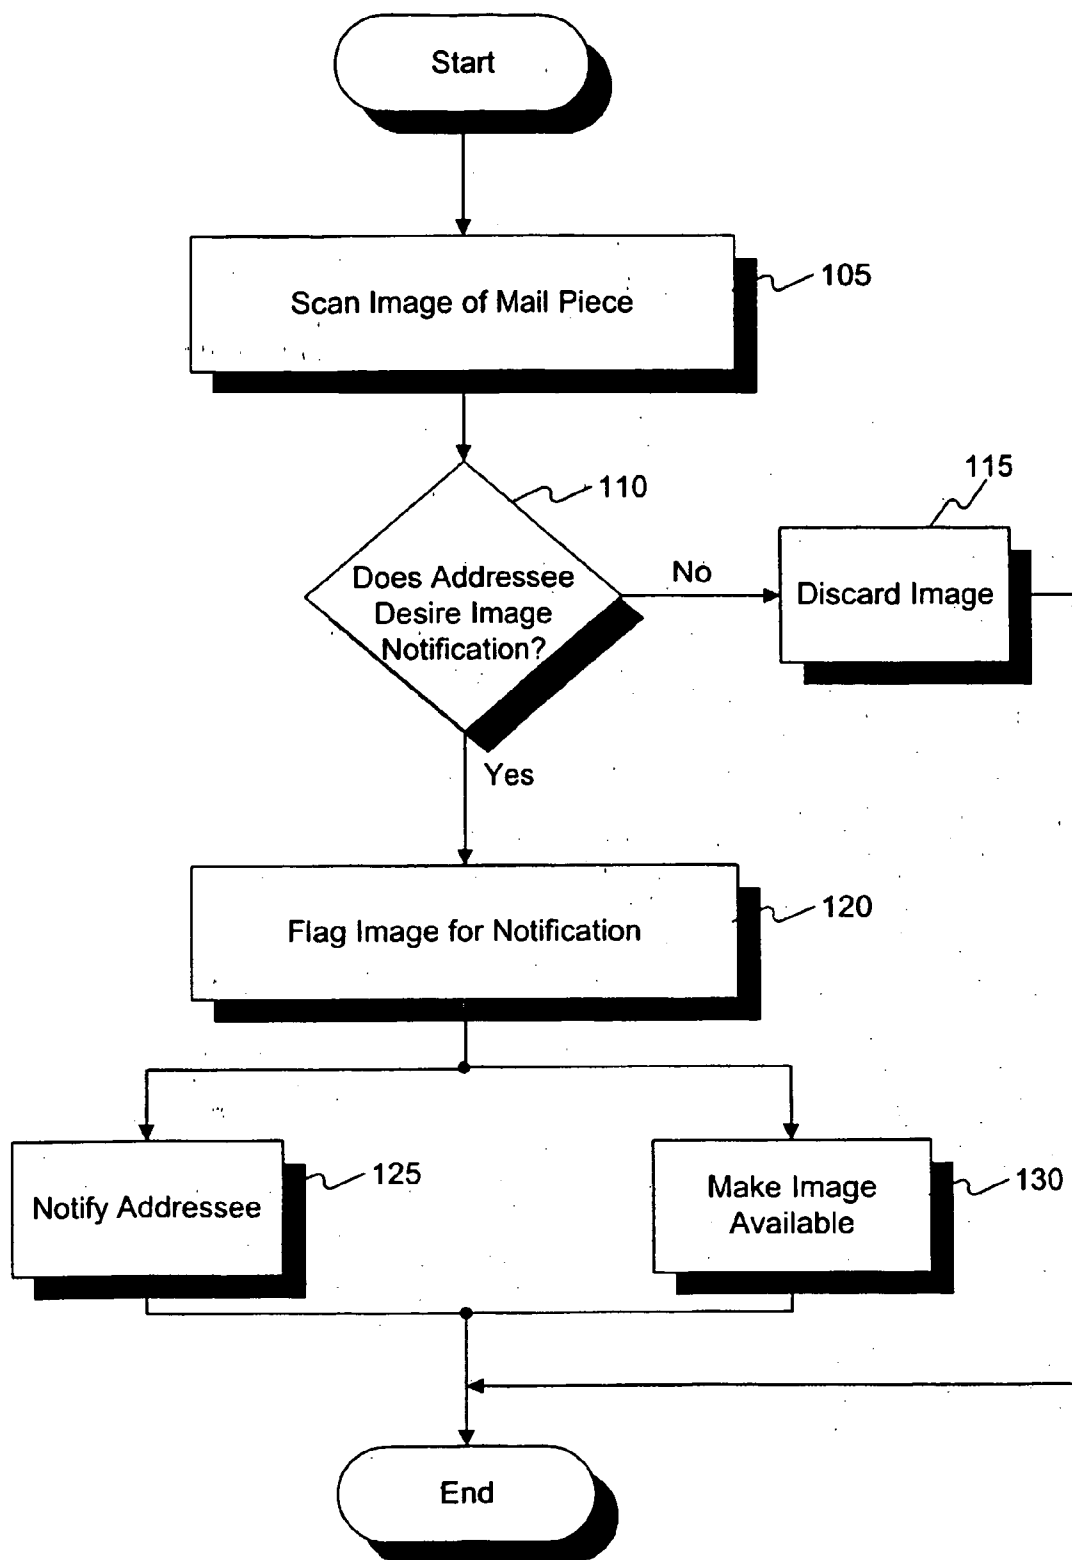 Start
Scan Image of Mail Piece
105
110
Does Addressee
Desire Image
Notification?
No
115
Discard Image
Yes
Flag Image for Notification
120
Notify Addressee
125
Make Image
Available
130
End